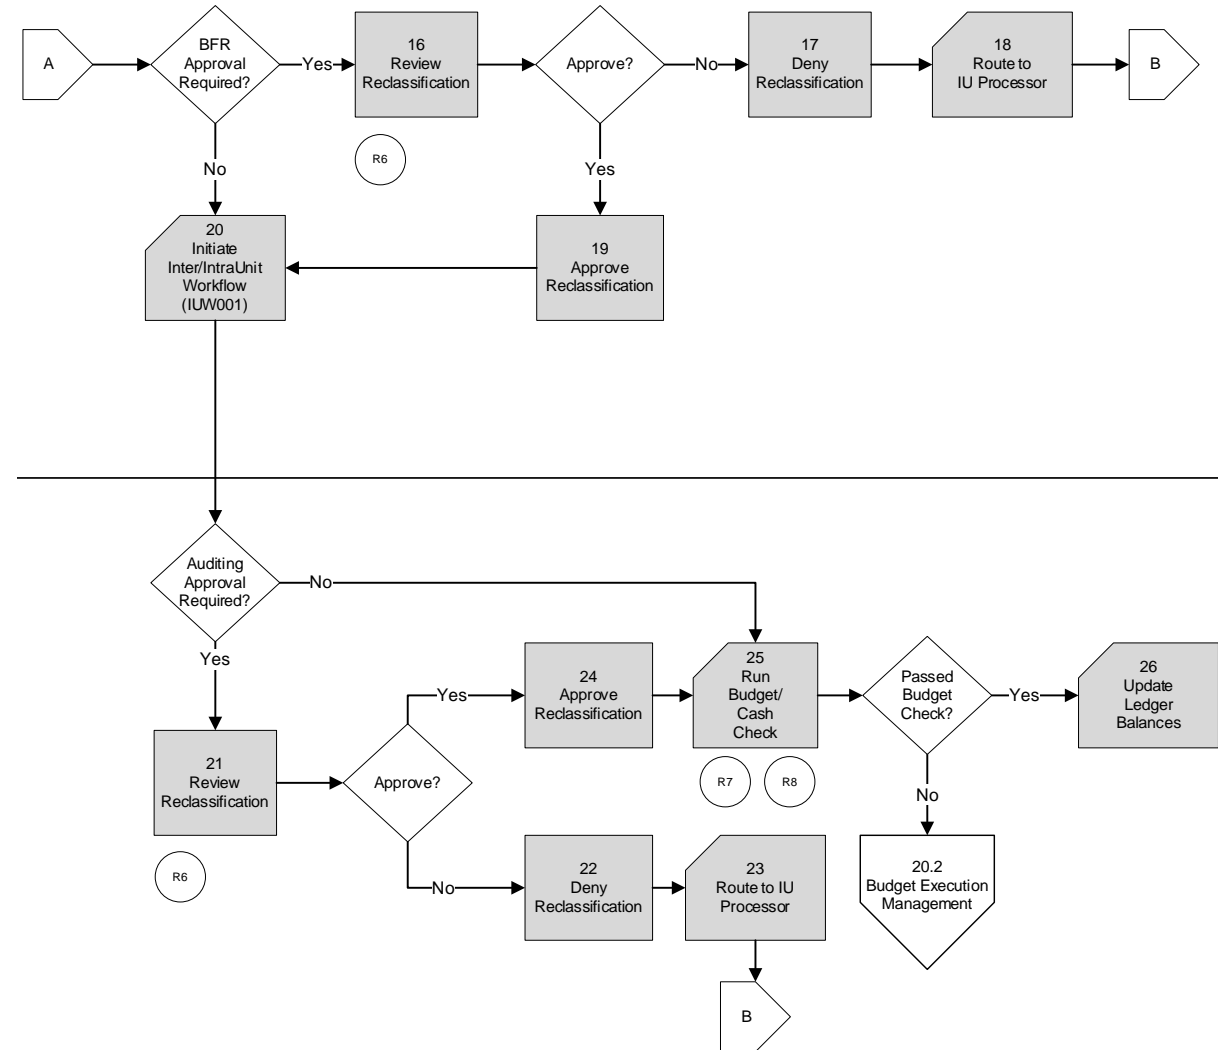 A
BFR
Approval
Required?
Yes
16
Review
Reclassification
R6
Approve?
No
17
Deny
Reclassification
18
Route to
IU Processor
B
No
Yes
20
Initiate
Inter/IntraUnit
Workflow
(IUW001)
19
Approve
Reclassification
Auditing
Approval
Required?
No
Yes
21
Review
Reclassification
R6
Approve?
Yes
24
Approve
Reclassification
25
Run
Budget/
Cash
Check
R7
R8
Passed
Budget
Check?
Yes
26
Update
Ledger
Balances
No
20.2
Budget Execution
Management
No
22
Deny
Reclassification
23
Route to IU
Processor
B